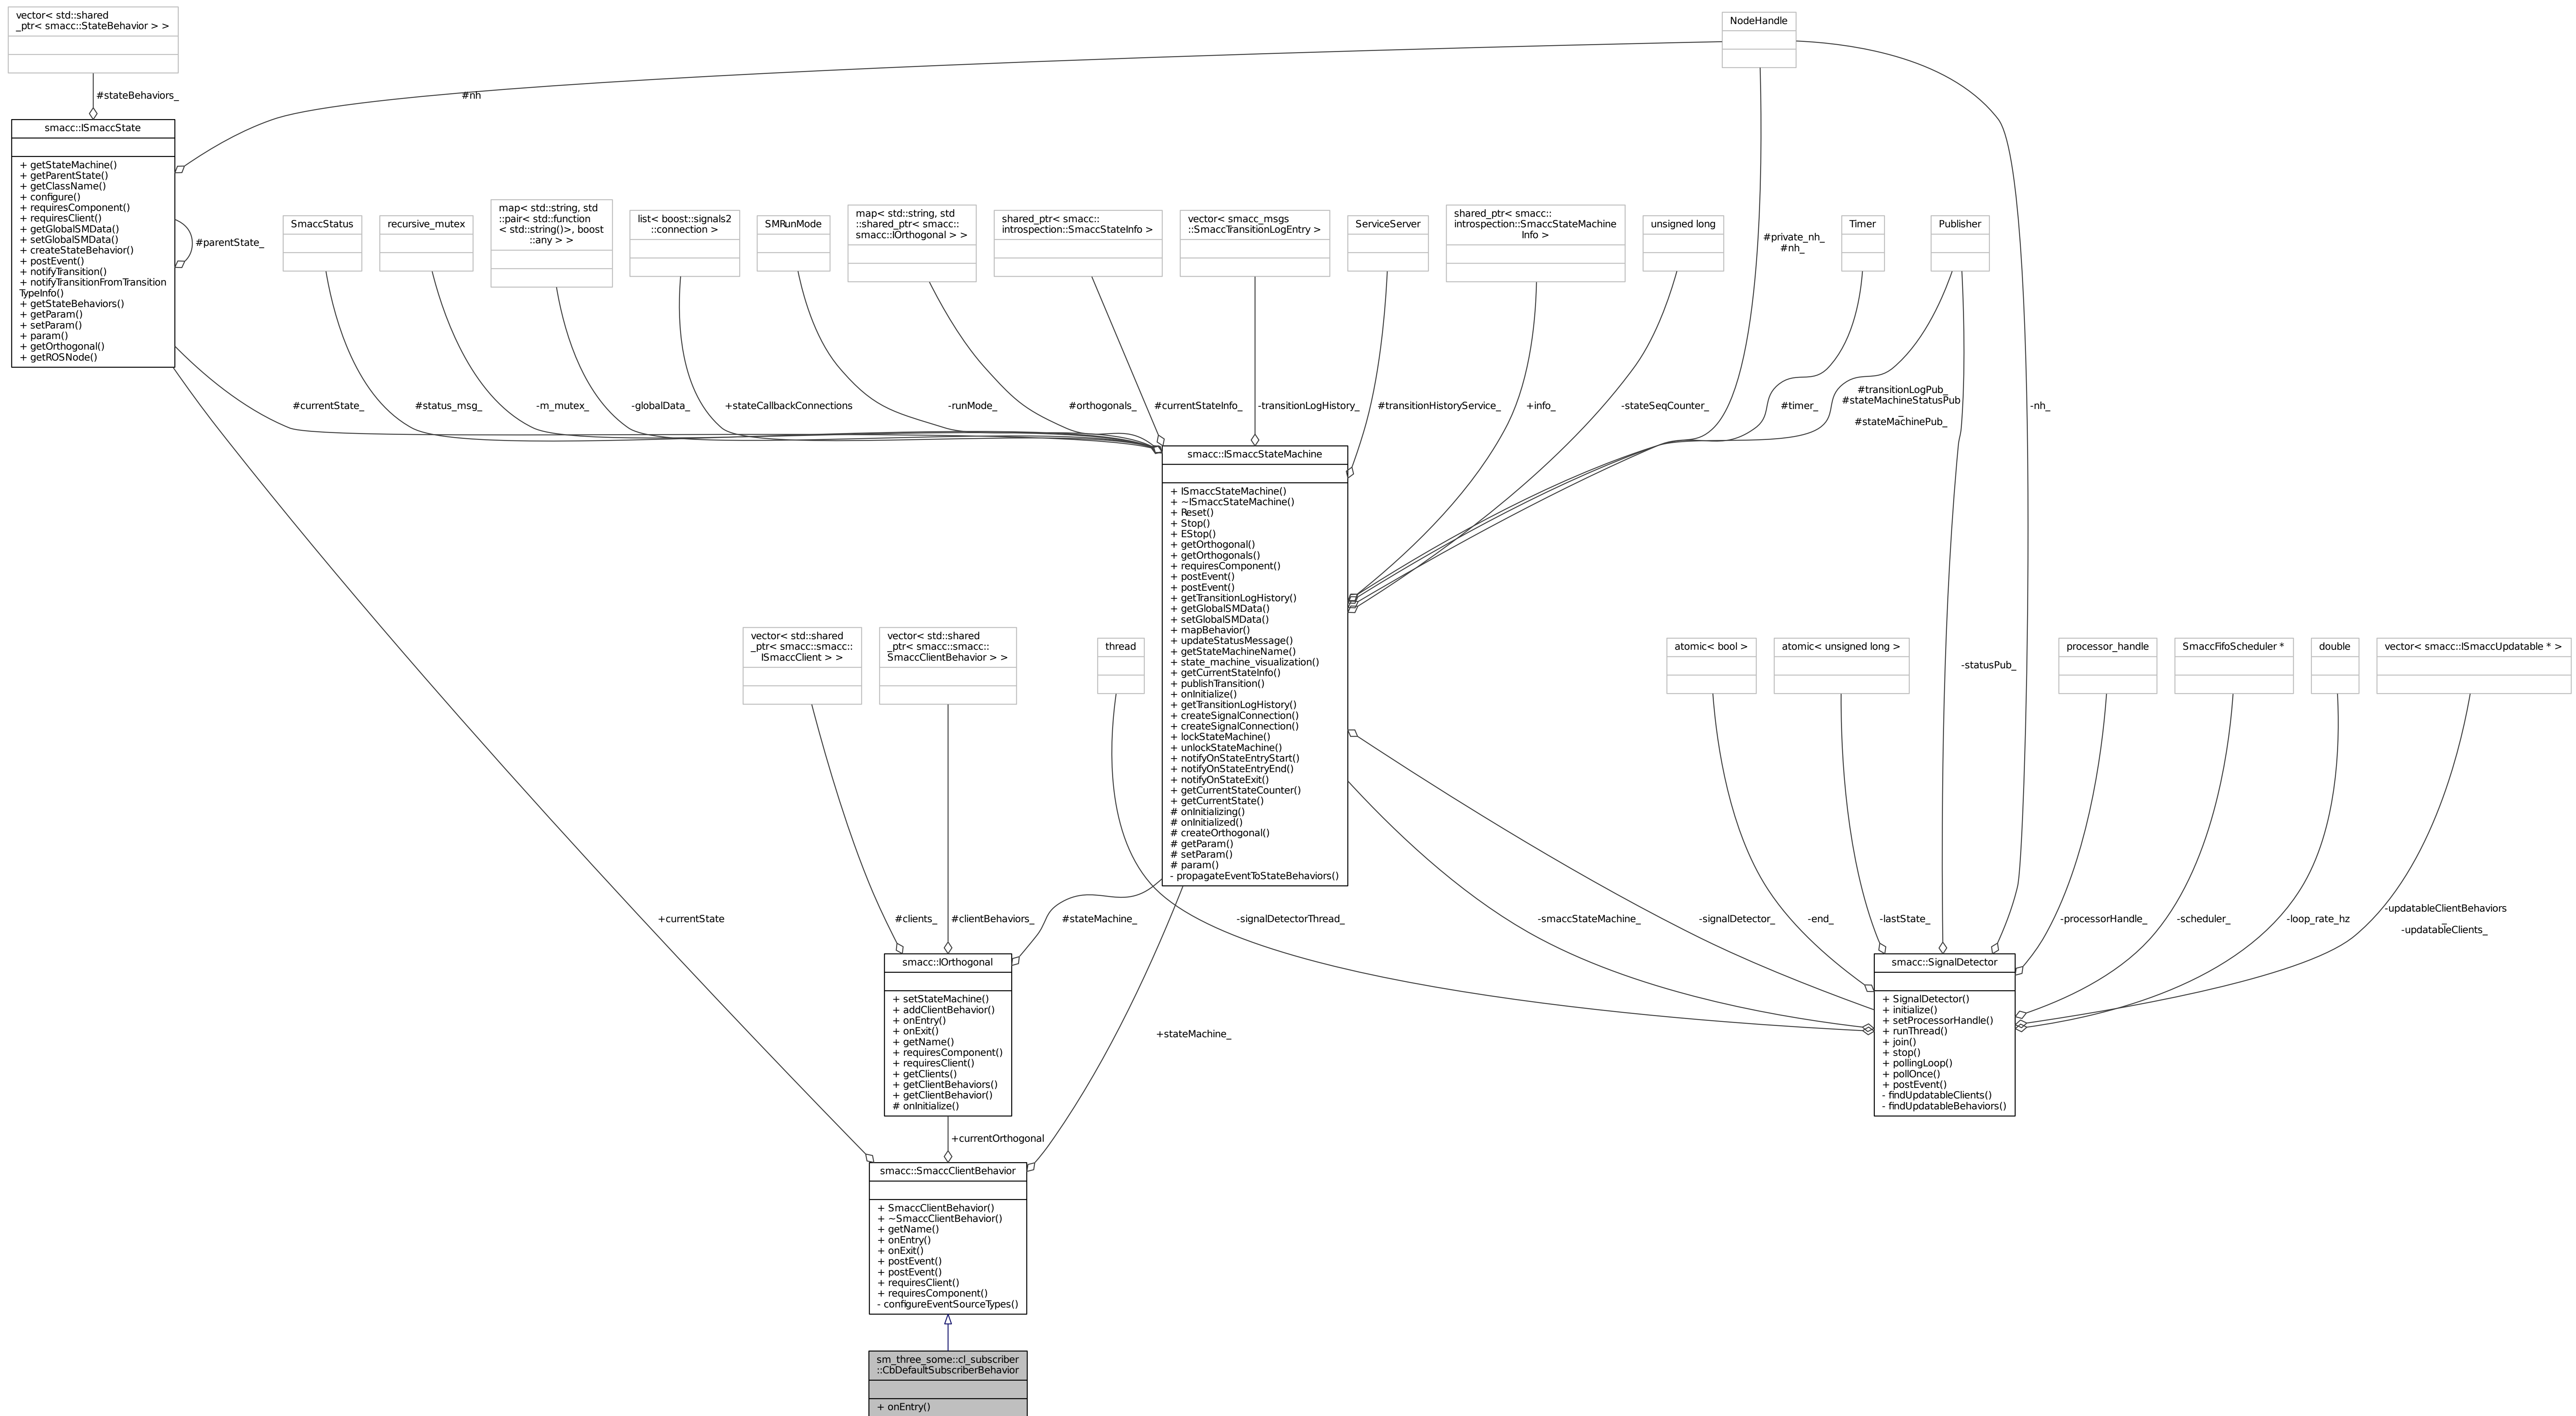 vector< std::shared
_ptr< smacc::StateBehavior > >
NodeHandle
#stateBehaviors_
#nh
smacc::ISmaccState
+ getStateMachine()
+ getParentState()
+ getClassName()
+ configure()
+ requiresComponent()
+ requiresClient()
+ getGlobalSMData()
+ setGlobalSMData()
+ createStateBehavior()
+ postEvent()
+ notifyTransition()
+ notifyTransitionFromTransition
TypeInfo()
+ getStateBehaviors()
+ getParam()
+ setParam()
+ param()
+ getOrthogonal()
+ getROSNode()
#parentState_
SmaccStatus
recursive_mutex
map< std::string, std
::pair< std::function
< std::string()>, boost
::any > >
list< boost::signals2
::connection >
SMRunMode
map< std::string, std
::shared_ptr< smacc::
smacc::IOrthogonal > >
shared_ptr< smacc::
introspection::SmaccStateInfo >
vector< smacc_msgs
::SmaccTransitionLogEntry >
ServiceServer
shared_ptr< smacc::
introspection::SmaccStateMachine
Info >
unsigned long
#private_nh_
#nh_
Timer
Publisher
#currentState_
#status_msg_
-m_mutex_
-globalData_
+stateCallbackConnections
-runMode_
#orthogonals_
#currentStateInfo_
-transitionLogHistory_
#transitionHistoryService_
+info_
-stateSeqCounter_
#timer_
#transitionLogPub_
#stateMachineStatusPub
_
#stateMachinePub_
-nh_
smacc::ISmaccStateMachine
+ ISmaccStateMachine()
+ ~ISmaccStateMachine()
+ Reset()
+ Stop()
+ EStop()
+ getOrthogonal()
+ getOrthogonals()
+ requiresComponent()
+ postEvent()
+ postEvent()
+ getTransitionLogHistory()
+ getGlobalSMData()
+ setGlobalSMData()
+ mapBehavior()
+ updateStatusMessage()
+ getStateMachineName()
+ state_machine_visualization()
+ getCurrentStateInfo()
+ publishTransition()
+ onInitialize()
+ getTransitionLogHistory()
+ createSignalConnection()
+ createSignalConnection()
+ lockStateMachine()
+ unlockStateMachine()
+ notifyOnStateEntryStart()
+ notifyOnStateEntryEnd()
+ notifyOnStateExit()
+ getCurrentStateCounter()
+ getCurrentState()
# onInitializing()
# onInitialized()
# createOrthogonal()
# getParam()
# setParam()
# param()
- propagateEventToStateBehaviors()
vector< std::shared
_ptr< smacc::smacc::
ISmaccClient > >
vector< std::shared
_ptr< smacc::smacc::
SmaccClientBehavior > >
thread
atomic< bool >
atomic< unsigned long >
-statusPub_
processor_handle
SmaccFifoScheduler *
double
vector< smacc::ISmaccUpdatable * >
+currentState
#clients_
#clientBehaviors_
#stateMachine_
-signalDetectorThread_
-smaccStateMachine_
-signalDetector_
-end_
-lastState_
-processorHandle_
-scheduler_
-loop_rate_hz
-updatableClientBehaviors
_
-updatableClients_
smacc::IOrthogonal
+ setStateMachine()
+ addClientBehavior()
+ onEntry()
+ onExit()
+ getName()
+ requiresComponent()
+ requiresClient()
+ getClients()
+ getClientBehaviors()
+ getClientBehavior()
# onInitialize()
smacc::SignalDetector
+ SignalDetector()
+ initialize()
+ setProcessorHandle()
+ runThread()
+ join()
+ stop()
+ pollingLoop()
+ pollOnce()
+ postEvent()
- findUpdatableClients()
- findUpdatableBehaviors()
+stateMachine_
+currentOrthogonal
smacc::SmaccClientBehavior
+ SmaccClientBehavior()
+ ~SmaccClientBehavior()
+ getName()
+ onEntry()
+ onExit()
+ postEvent()
+ postEvent()
+ requiresClient()
+ requiresComponent()
- configureEventSourceTypes()
sm_three_some::cl_subscriber
::CbDefaultSubscriberBehavior
+ onEntry()